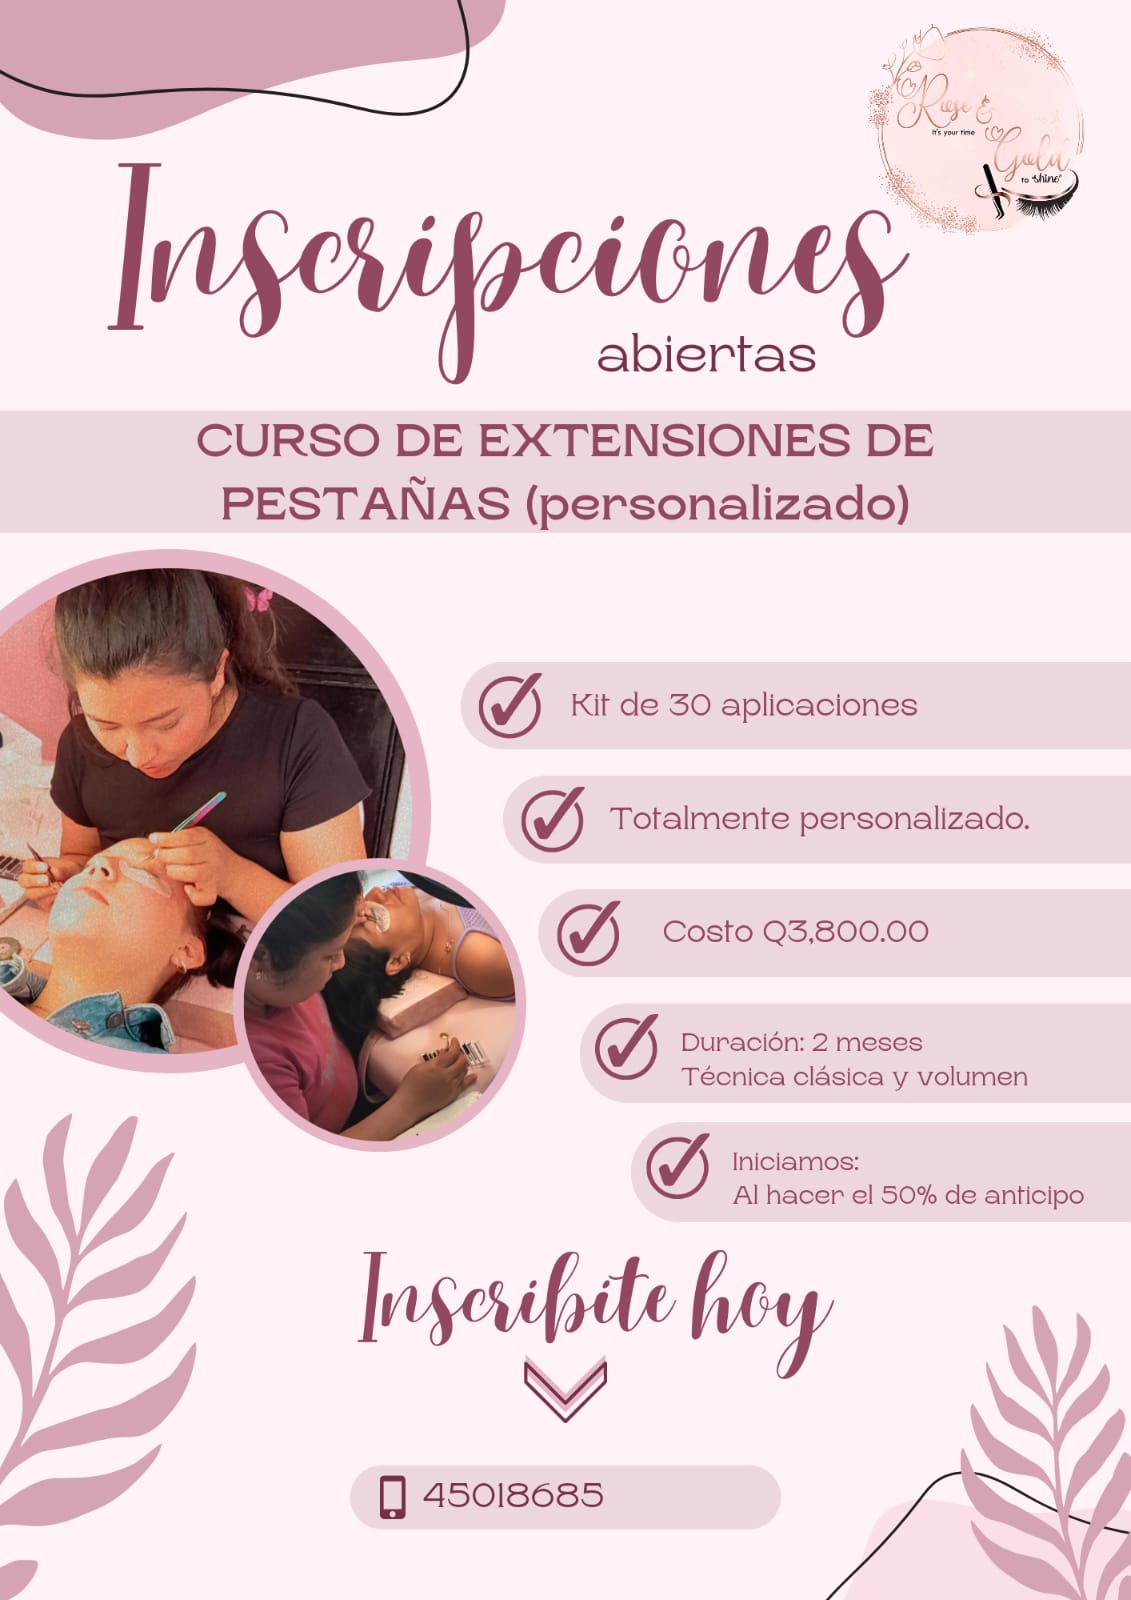 Rose &
It's your time
Gold
to shine"
Inscripciones
abiertas
CURSO DE EXTENSIONES DE
PESTAÑAS (personalizado)
Kit de 30 aplicaciones
Totalmente personalizado.
Costo Q3,800.00
Duración: 2 meses
Técnica clásica y volumen
Iniciamos:
Al hacer el 50% de anticipo
Inscribite hoy
45018685